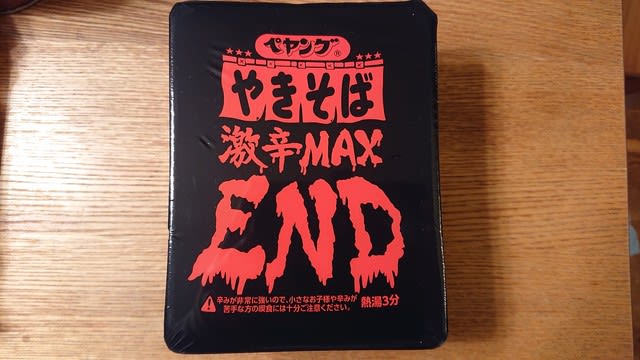 ペヤング®
やきそば
激辛MAX
END
辛みが非常に強いので、小さなお子様や辛みが
苦手な方の喫食には十分ご注意ください。
熱湯3分